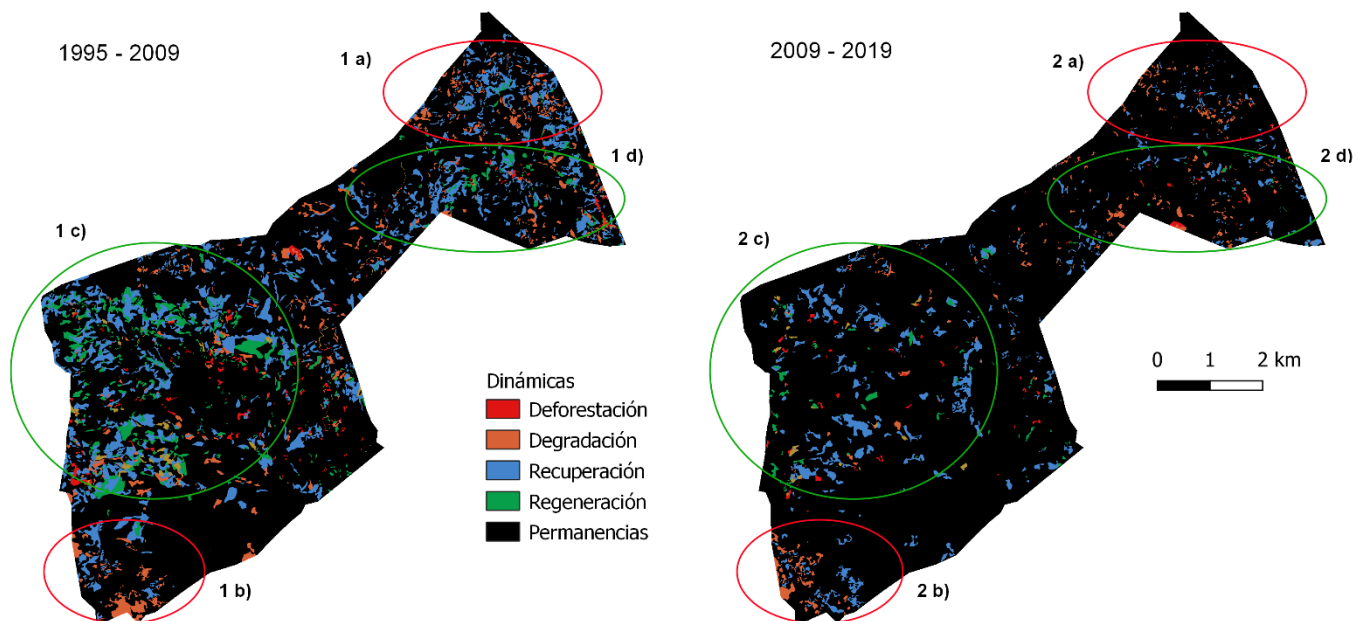 1995 - 2009
1 a)
1 d)
1 c)
1 b)
Dinámicas
Deforestación
Degradación
Recuperación
Regeneración
Permanencias
2009 - 2019
2 a)
2 d)
2 c)
2 b)
0 1 2 km